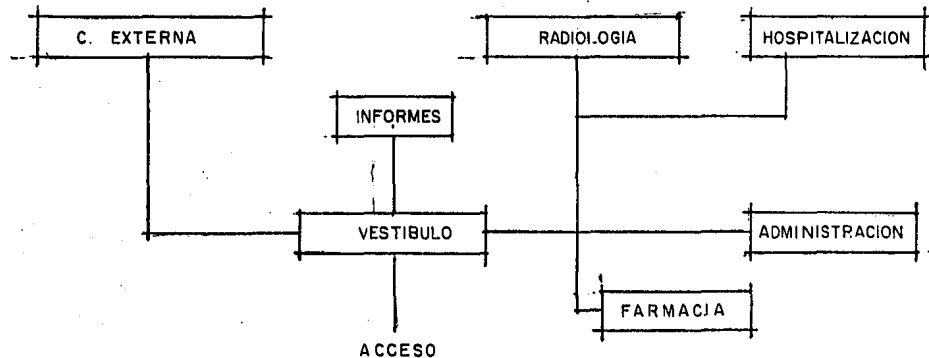 C. EXTERNA
RADIOLOGIA
HOSPITALIZACION
INFORMES
VESTIBULO
ADMINISTRACION
FARMACIA
ACCESO